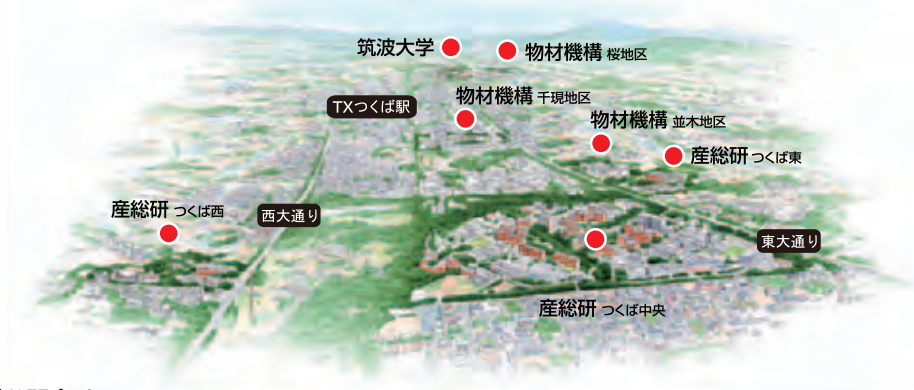 筑波大学
物材機構 桜地区
TXつくば駅
物材機構 千現地区
物材機構 並木地区
産総研 つくば東
産総研 つくば西
西大通り
東大通り
産総研 つくば中央